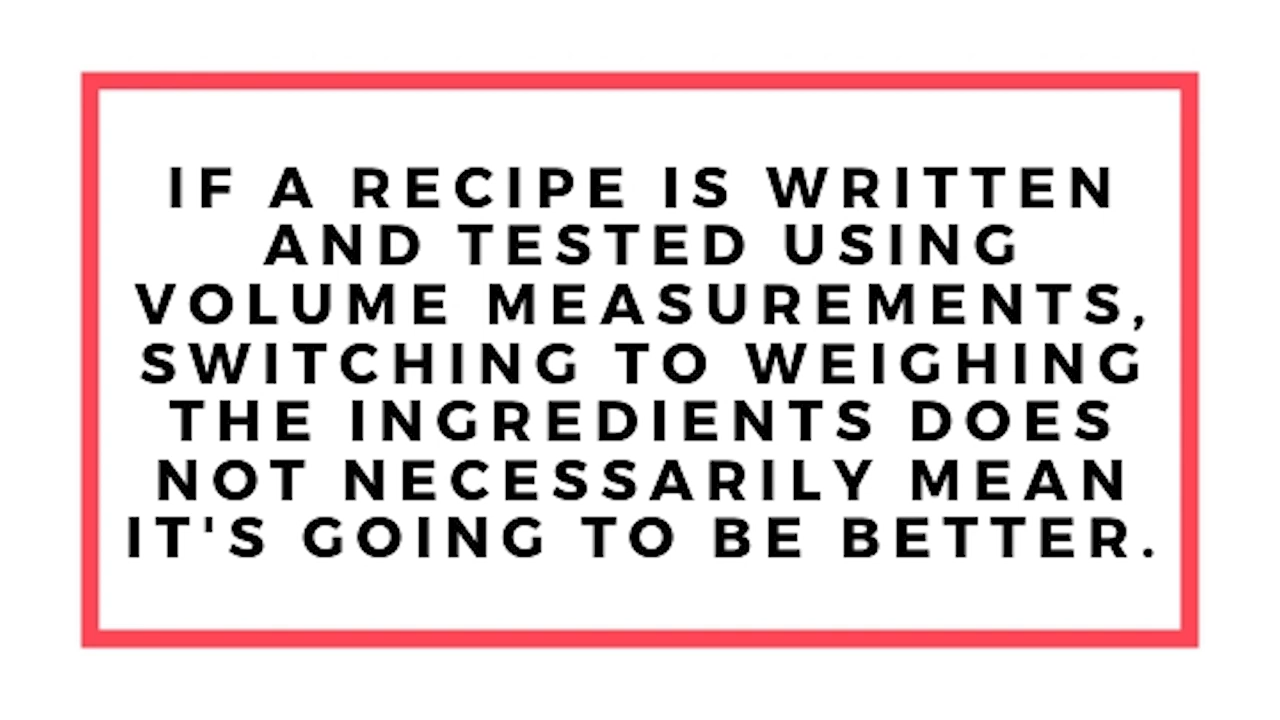 IF A RECIPE IS WRITTEN
AND TESTED USING
VOLUME MEASUREMENTS,
SWITCHING TO WEIGHING
THE INGREDIENTS DOES
NOT NECESSARILY MEAN
IT'S GOING TO BE BETTER.